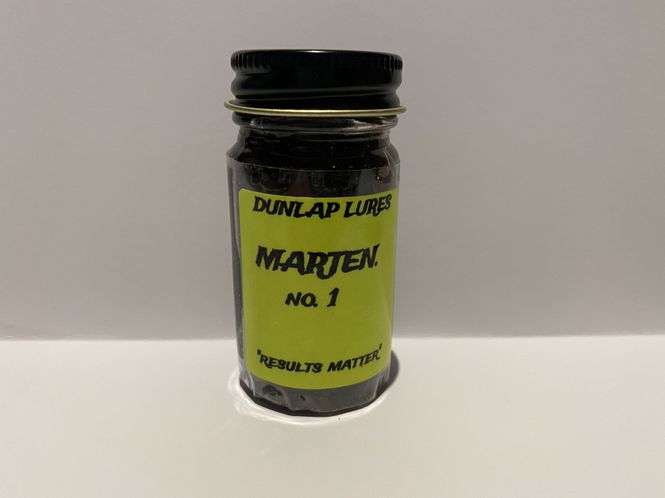 DUNLAP LURES
MARTEN.
NO. 1
"RESULTS MATTER"